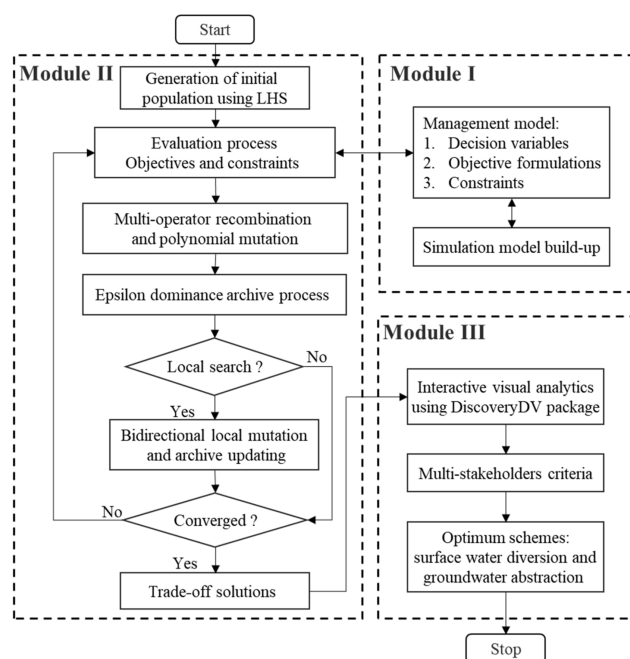 Start
Module II
Generation of initial
population using LHS
Evaluation process
Objectives and constraints
Multi-operator recombination
and polynomial mutation
Epsilon dominance archive process
Local search ?
No
Yes
Bidirectional local mutation
and archive updating
No
Converged ?
Yes
Trade-off solutions
Module I
Management model:
1. Decision variables
2. Objective formulations
3. Constraints
Simulation model build-up
Module III
Interactive visual analytics
using DiscoveryDV package
Multi-stakeholders criteria
Optimum schemes:
surface water diversion and
groundwater abstraction
Stop